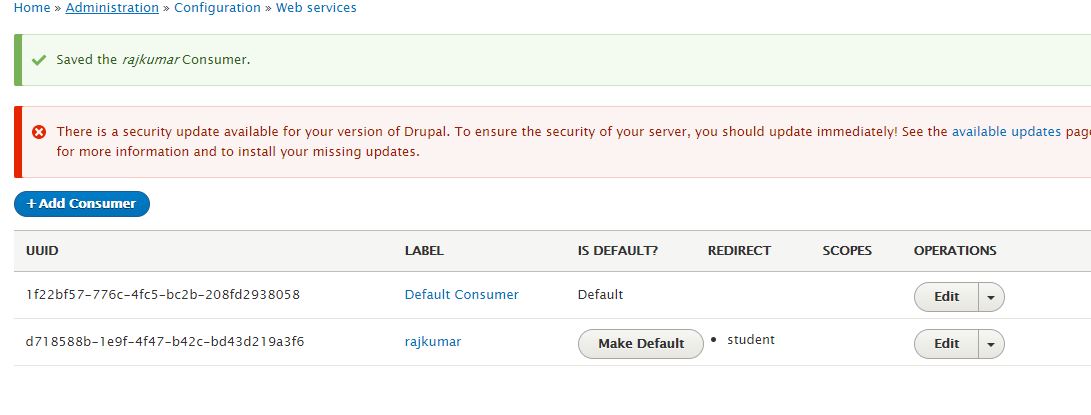 Home » Administration » Configuration » Web services
Saved the rajkumar Consumer.
There is a security update available for your version of Drupal. To ensure the security of your server, you should update immediately! See the available updates pag
for more information and to install your missing updates.
+ Add Consumer
UUID LABEL IS DEFAULT? REDIRECT SCOPES OPERATIONS
1f22bf57-776c-4fc5-bc2b-208fd2938058 Default Consumer Default Edit
d718588b-1e9f-4f47-b42c-bd43d219a3f6 rajkumar Make Default • student Edit